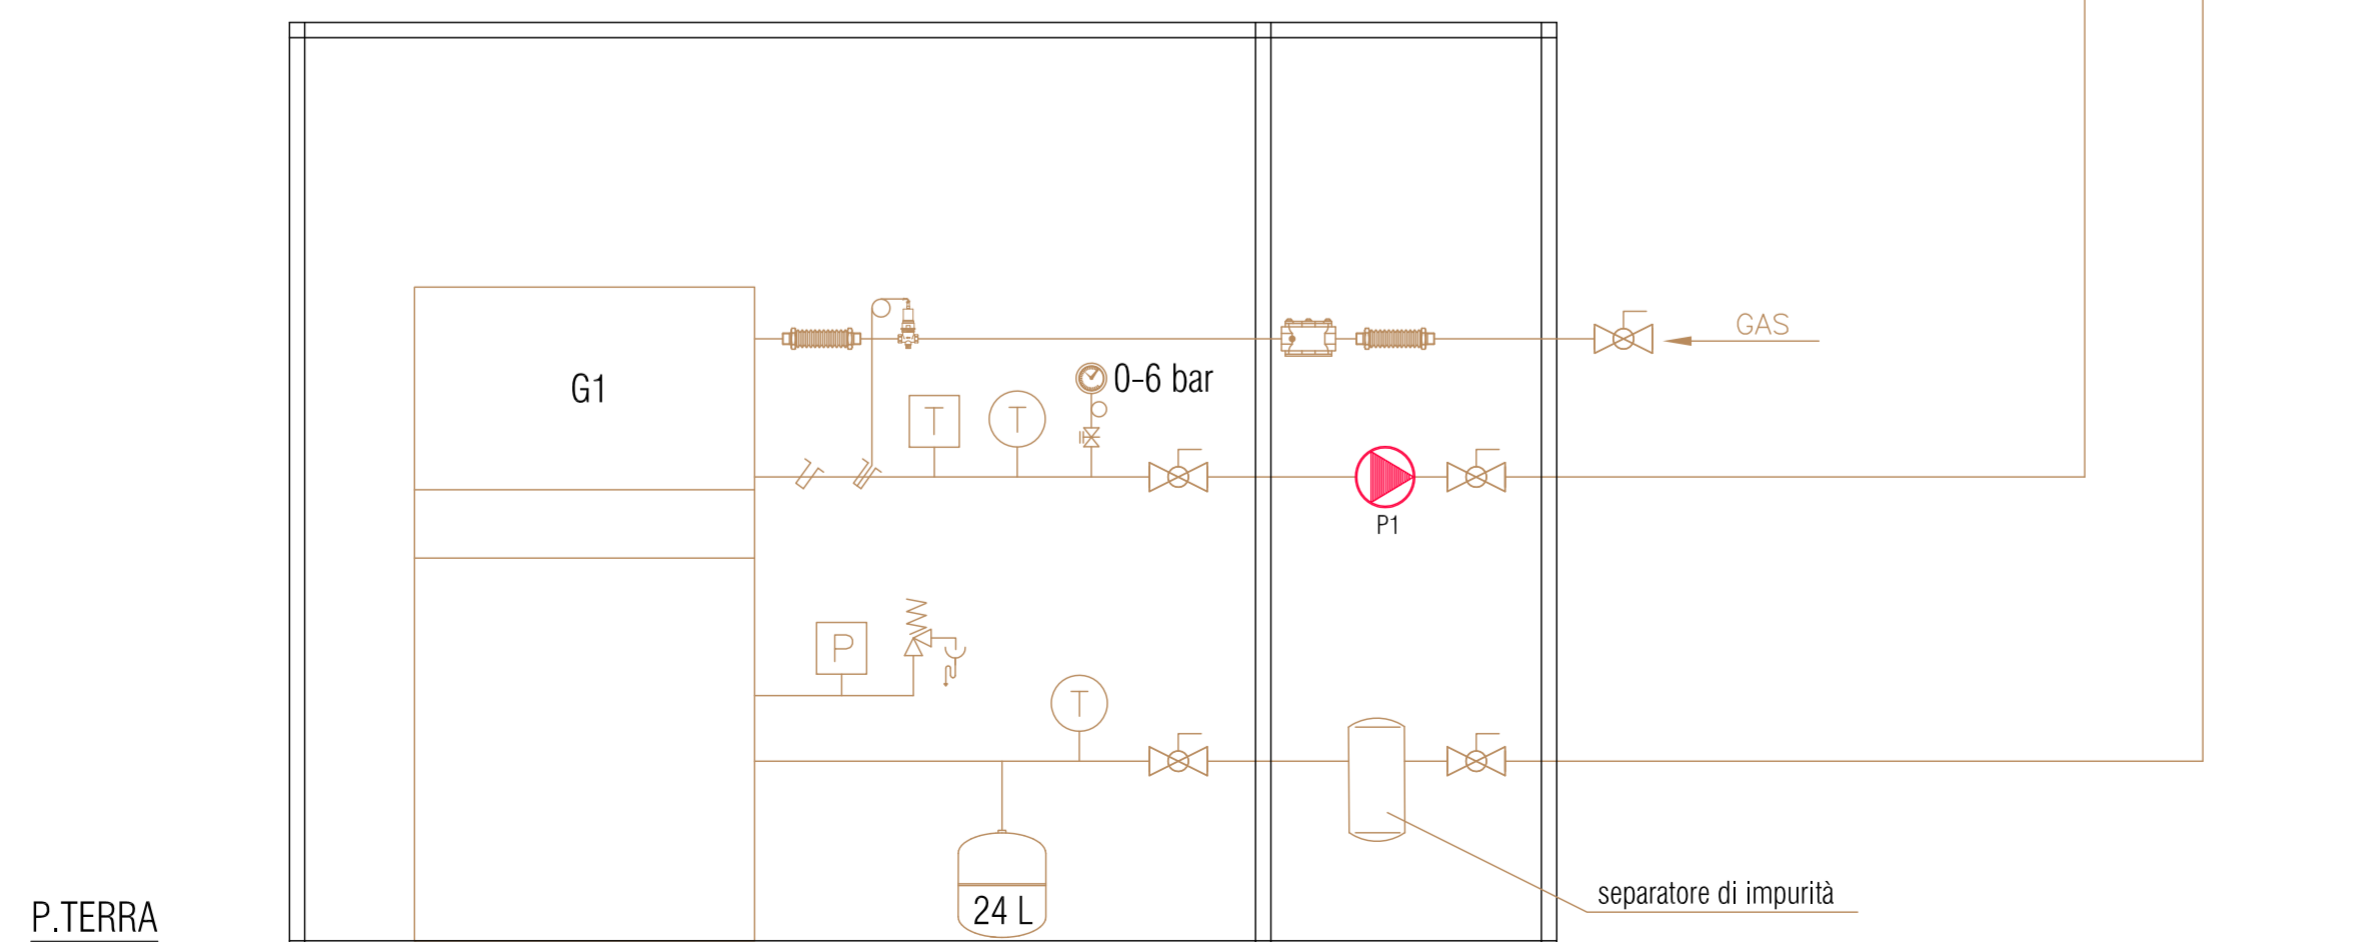 GAS
G1
0-6 bar
T
T
P1
P
T
separatore di impurità
24 L
P.TERRA